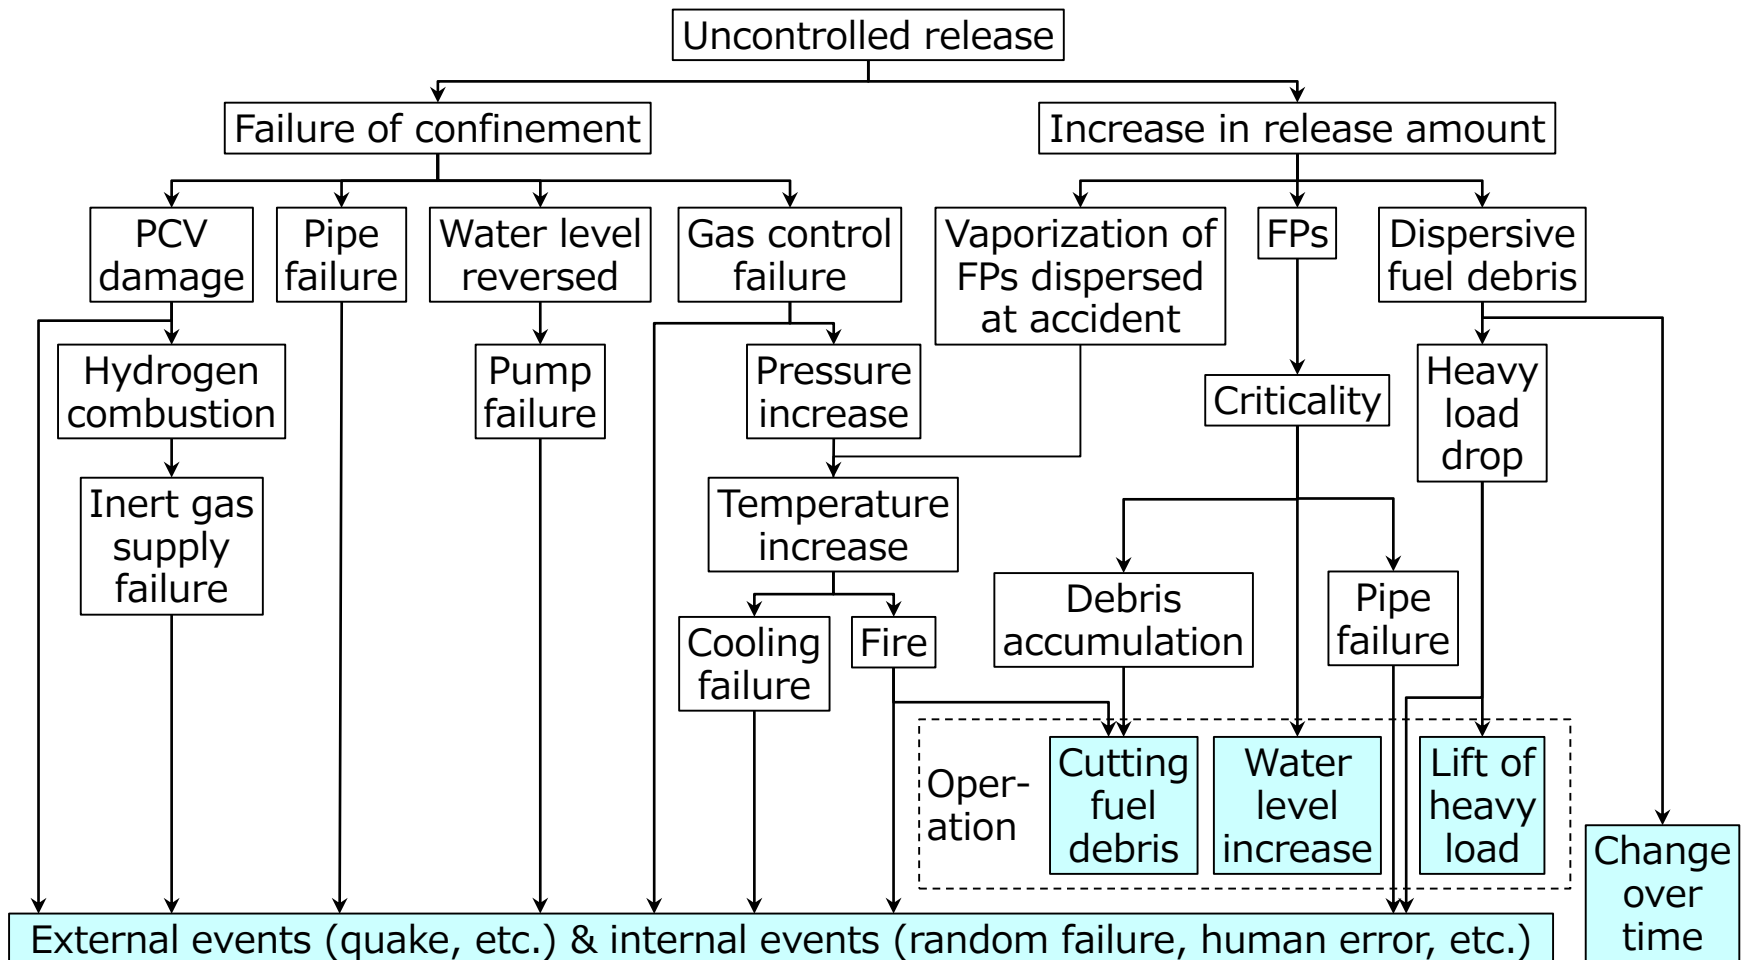 Uncontrolled release
Failure of confinement
Increase in release amount
PCV
damage
Pipe
failure
Water level
reversed
Gas control
failure
Vaporization of
FPs dispersed
at accident
FPs
Dispersive
fuel debris
Hydrogen
combustion
Pump
failure
Pressure
increase
Criticality
Heavy
load
drop
Inert gas
supply
failure
Temperature
increase
Debris
accumulation
Pipe
failure
Cooling
failure
Fire
Oper-
ation
Cutting
fuel
debris
Water
level
increase
Lift of
heavy
load
Change
over
time
External events (quake, etc.) & internal events (random failure, human error, etc.)